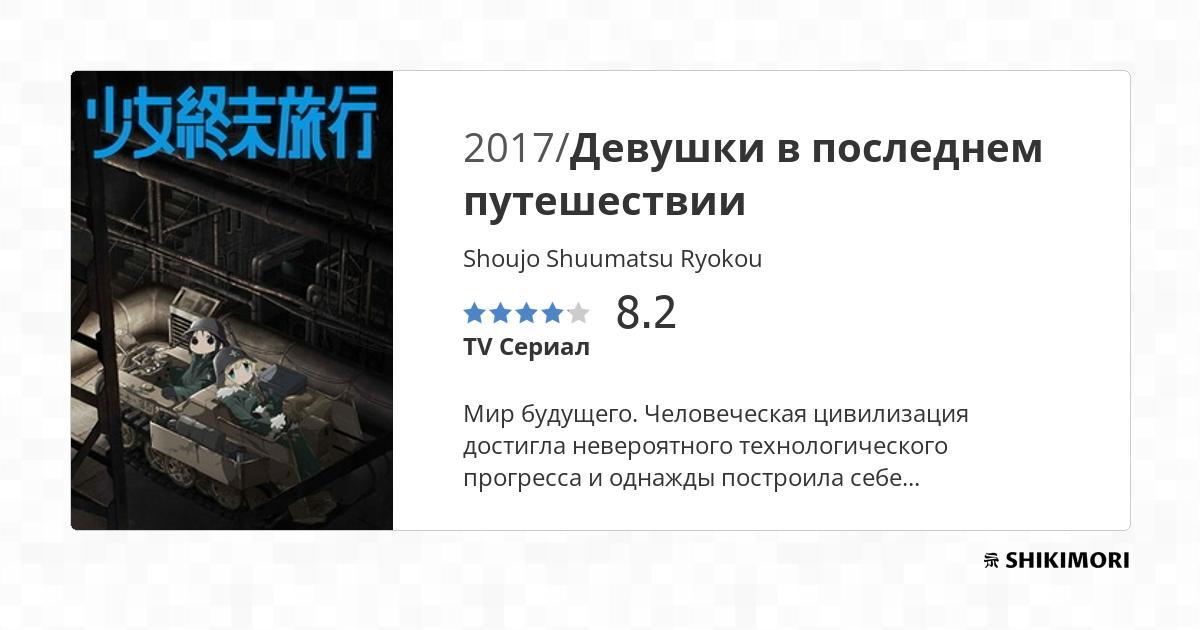 少女終末旅行
2017/Девушки в последнем
путешествии
Shoujo Shuumatsu Ryokou
8.2
TV Сериал
Мир будущего. Человеческая цивилизация
достигла невероятного технологического
прогресса и однажды построила себе...
SHIKIMORI